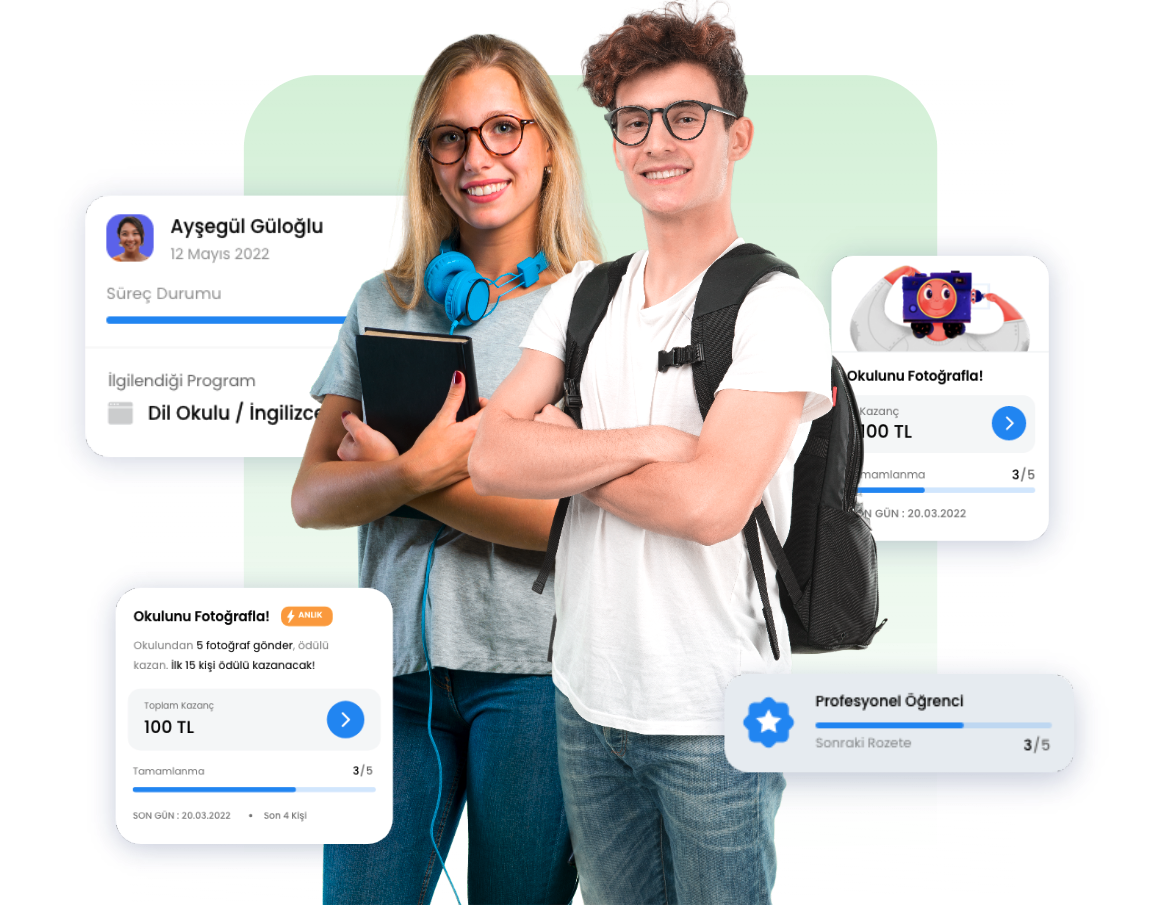 Ayşegül Güloğlu
12 Mayıs 2022
Süreç Durumu
İlgilendiği Program
Dil Okulu / İngilizce
Okulunu Fotoğrafla!
Kazanç
100 TL
mamlanma 3/5
ON GÜN : 20.03.2022
Okulunu Fotoğrafla! ANLIK
Okulundan 5 fotoğraf gönder, ödülü
kazan. İlk 15 kişi ödülü kazanacak!
Toplam Kazanç
100 TL
Tamamlanma 3/5
SON GÜN : 20.03.2022 • Son 4 Kişi
Profesyonel Öğrenci
Sonraki Rozete 3/5